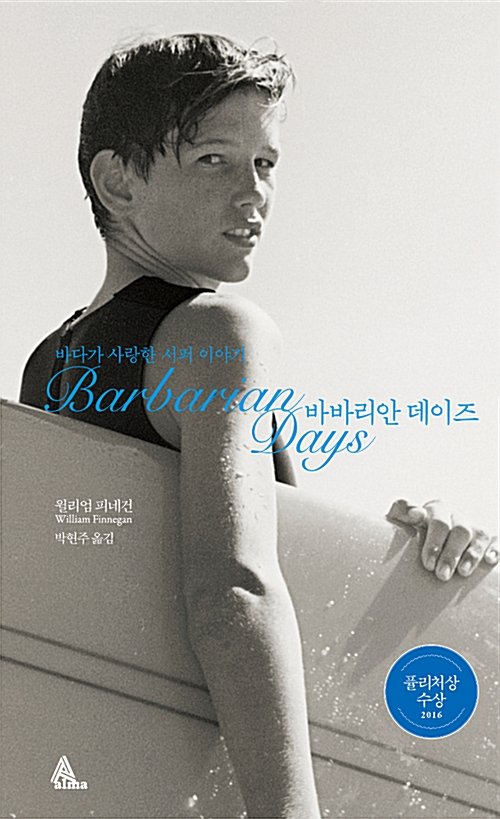 바다가 사랑한 서퍼 이야기
Barbarian
Days
바바리안 데이즈
윌리엄 피네건
William Finnegan
박현주 옮김
퓰리처상
수상
2016
alma